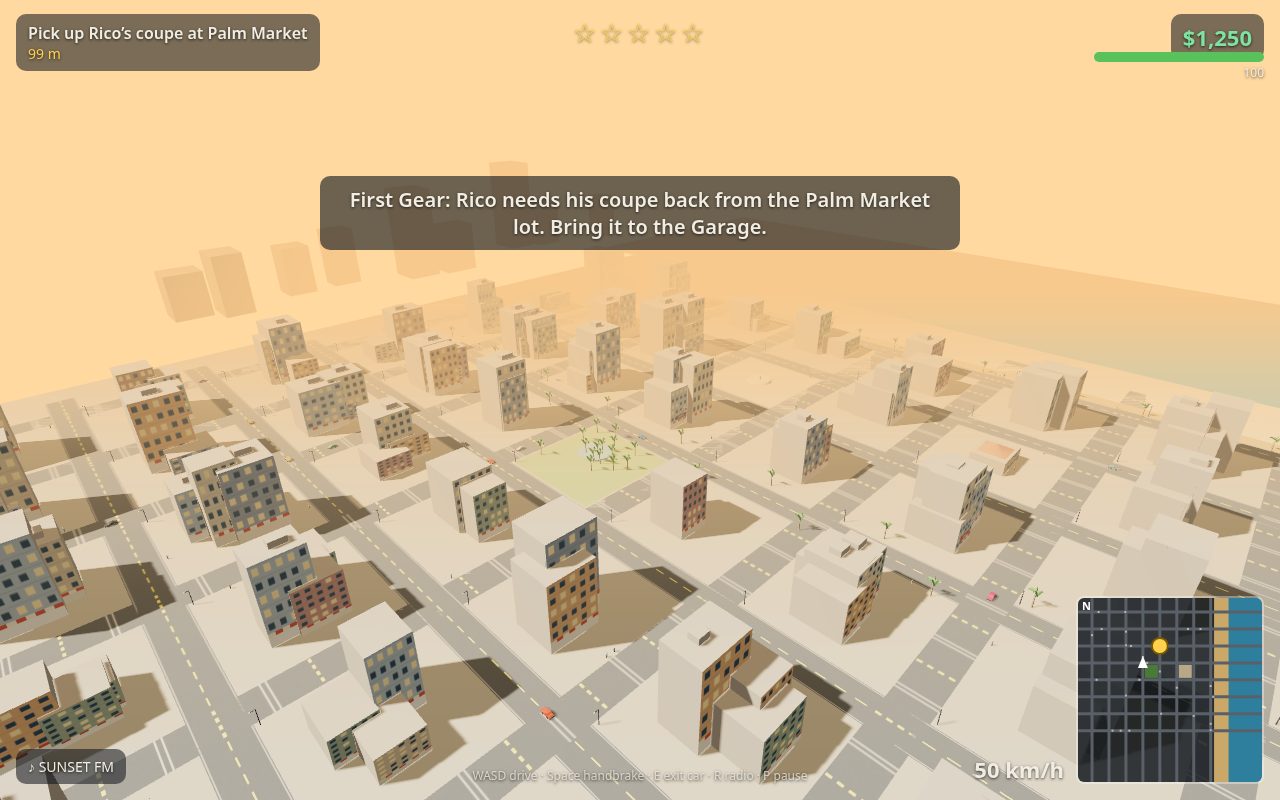 Pick up Rico’s coupe at Palm Market
99 m
$1,250
100
First Gear: Rico needs his coupe back from the Palm Market
lot. Bring it to the Garage.
N
♪ SUNSET FM
WASD drive · Space handbrake · E exit car · R radio · P pause
50 km/h